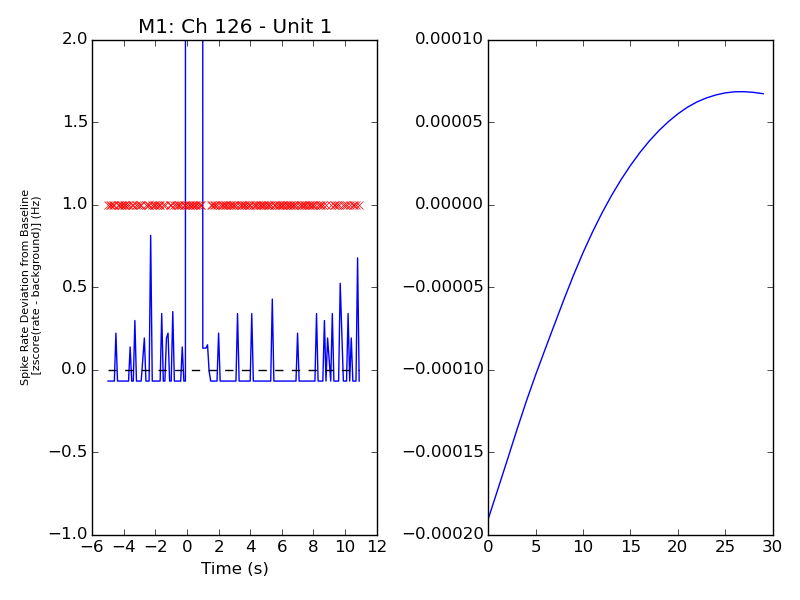 M1: Ch 126 - Unit 1
2.0
1.5
1.0
0.5
0.0
−0.5
−1.0
Spike Rate Deviation from Baseline
[zscore(rate - background)] (Hz)
−6 −4 −2 0 2 4 6 8 10 12
Time (s)
0.00010
0.00005
0.00000
−0.00005
−0.00010
−0.00015
−0.00020
0 5 10 15 20 25 30